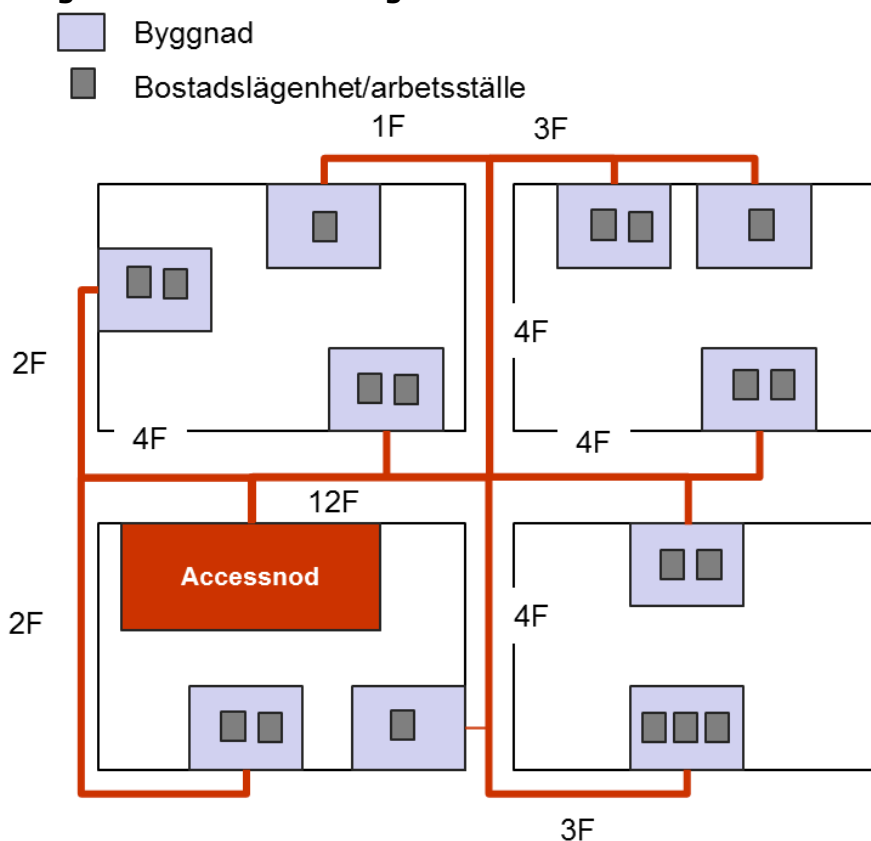 Byggnad
Bostadslägenhet/arbetsställe
1F
3F
4F
2F
4F
4F
12F
Accessnod
2F
4F
3F